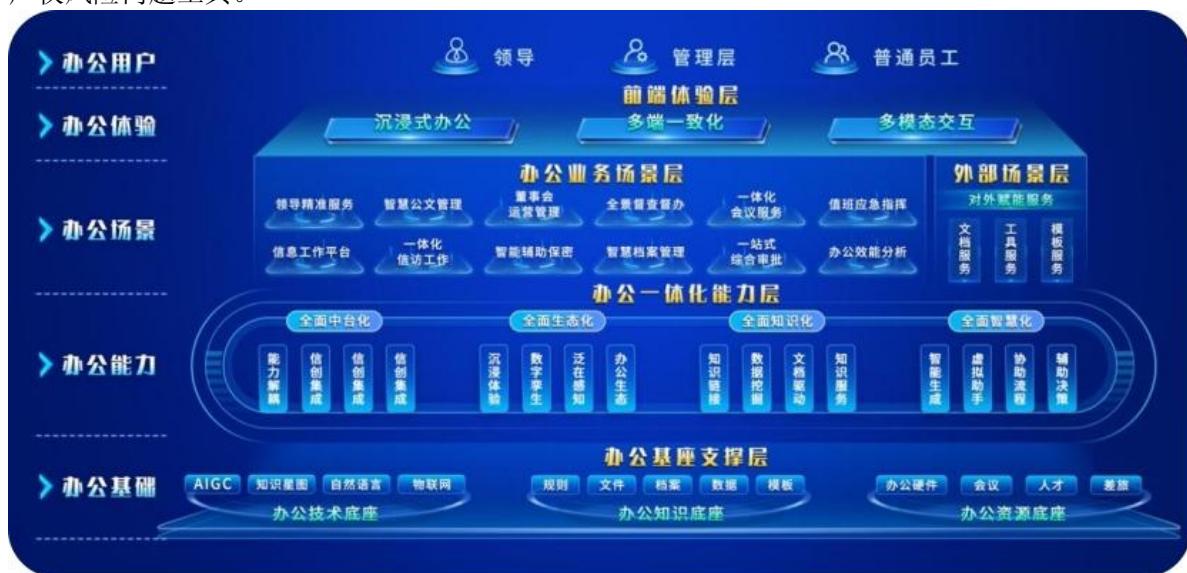 办公用户
领导
管理层
普通员工
前端体验层
办公体验
沉浸式办公
多端一致化
多模态交互
办公业务场景层
外部场景层
办公场景
领导精准服务
智慧公文管理
董事会
运营管理
全景督查督办
一体化
会议服务
值班应急指挥
信息工作平台
一体化
信访工作
智能辅助保密
智慧档案管理
一站式
综合审批
办公效能分析
对外赋能服务
文档服务
工具服务
模板服务
办公一体化能力层
办公能力
全面中台化
全面生态化
全面知识化
全面智慧化
能力解耦
信创集成
信创集成
信创集成
沉浸体验
数字孪生
泛在感知
办公生态
知识链接
数据挖掘
文档驱动
知识服务
智能生成
虚拟助手
协助流程
辅助决策
办公基座支撑层
办公基础
AIGC
知识星图
自然语言
物联网
办公技术底座
规则
文件
档案
数据
模板
办公知识底座
办公硬件
会议
人才
差旅
办公资源底座